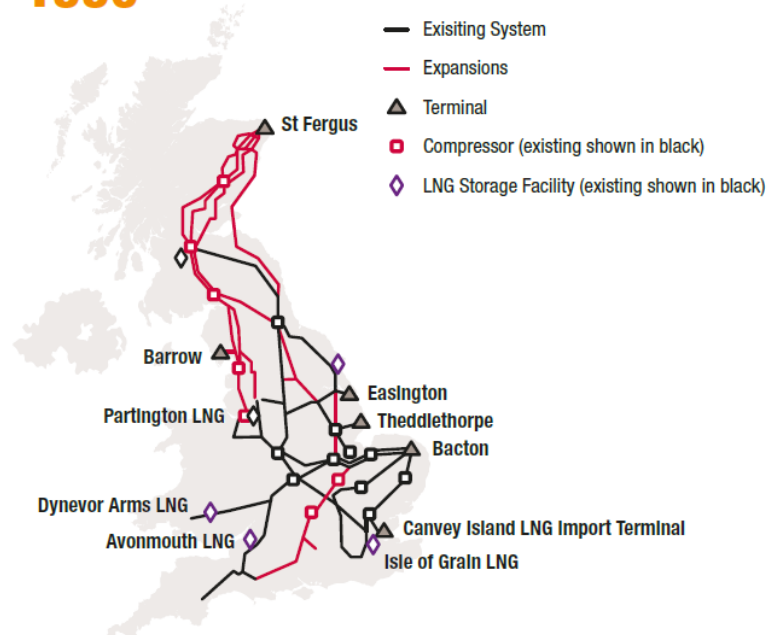 Exisiting System
Expansions
Terminal
Compressor (existing shown in black)
LNG Storage Facility (existing shown in black)
St Fergus
Barrow
Easington
Partington LNG
Theddlethorpe
Bacton
Dynevor Arms LNG
Canvey Island LNG Import Terminal
Avonmouth LNG
Isle of Grain LNG